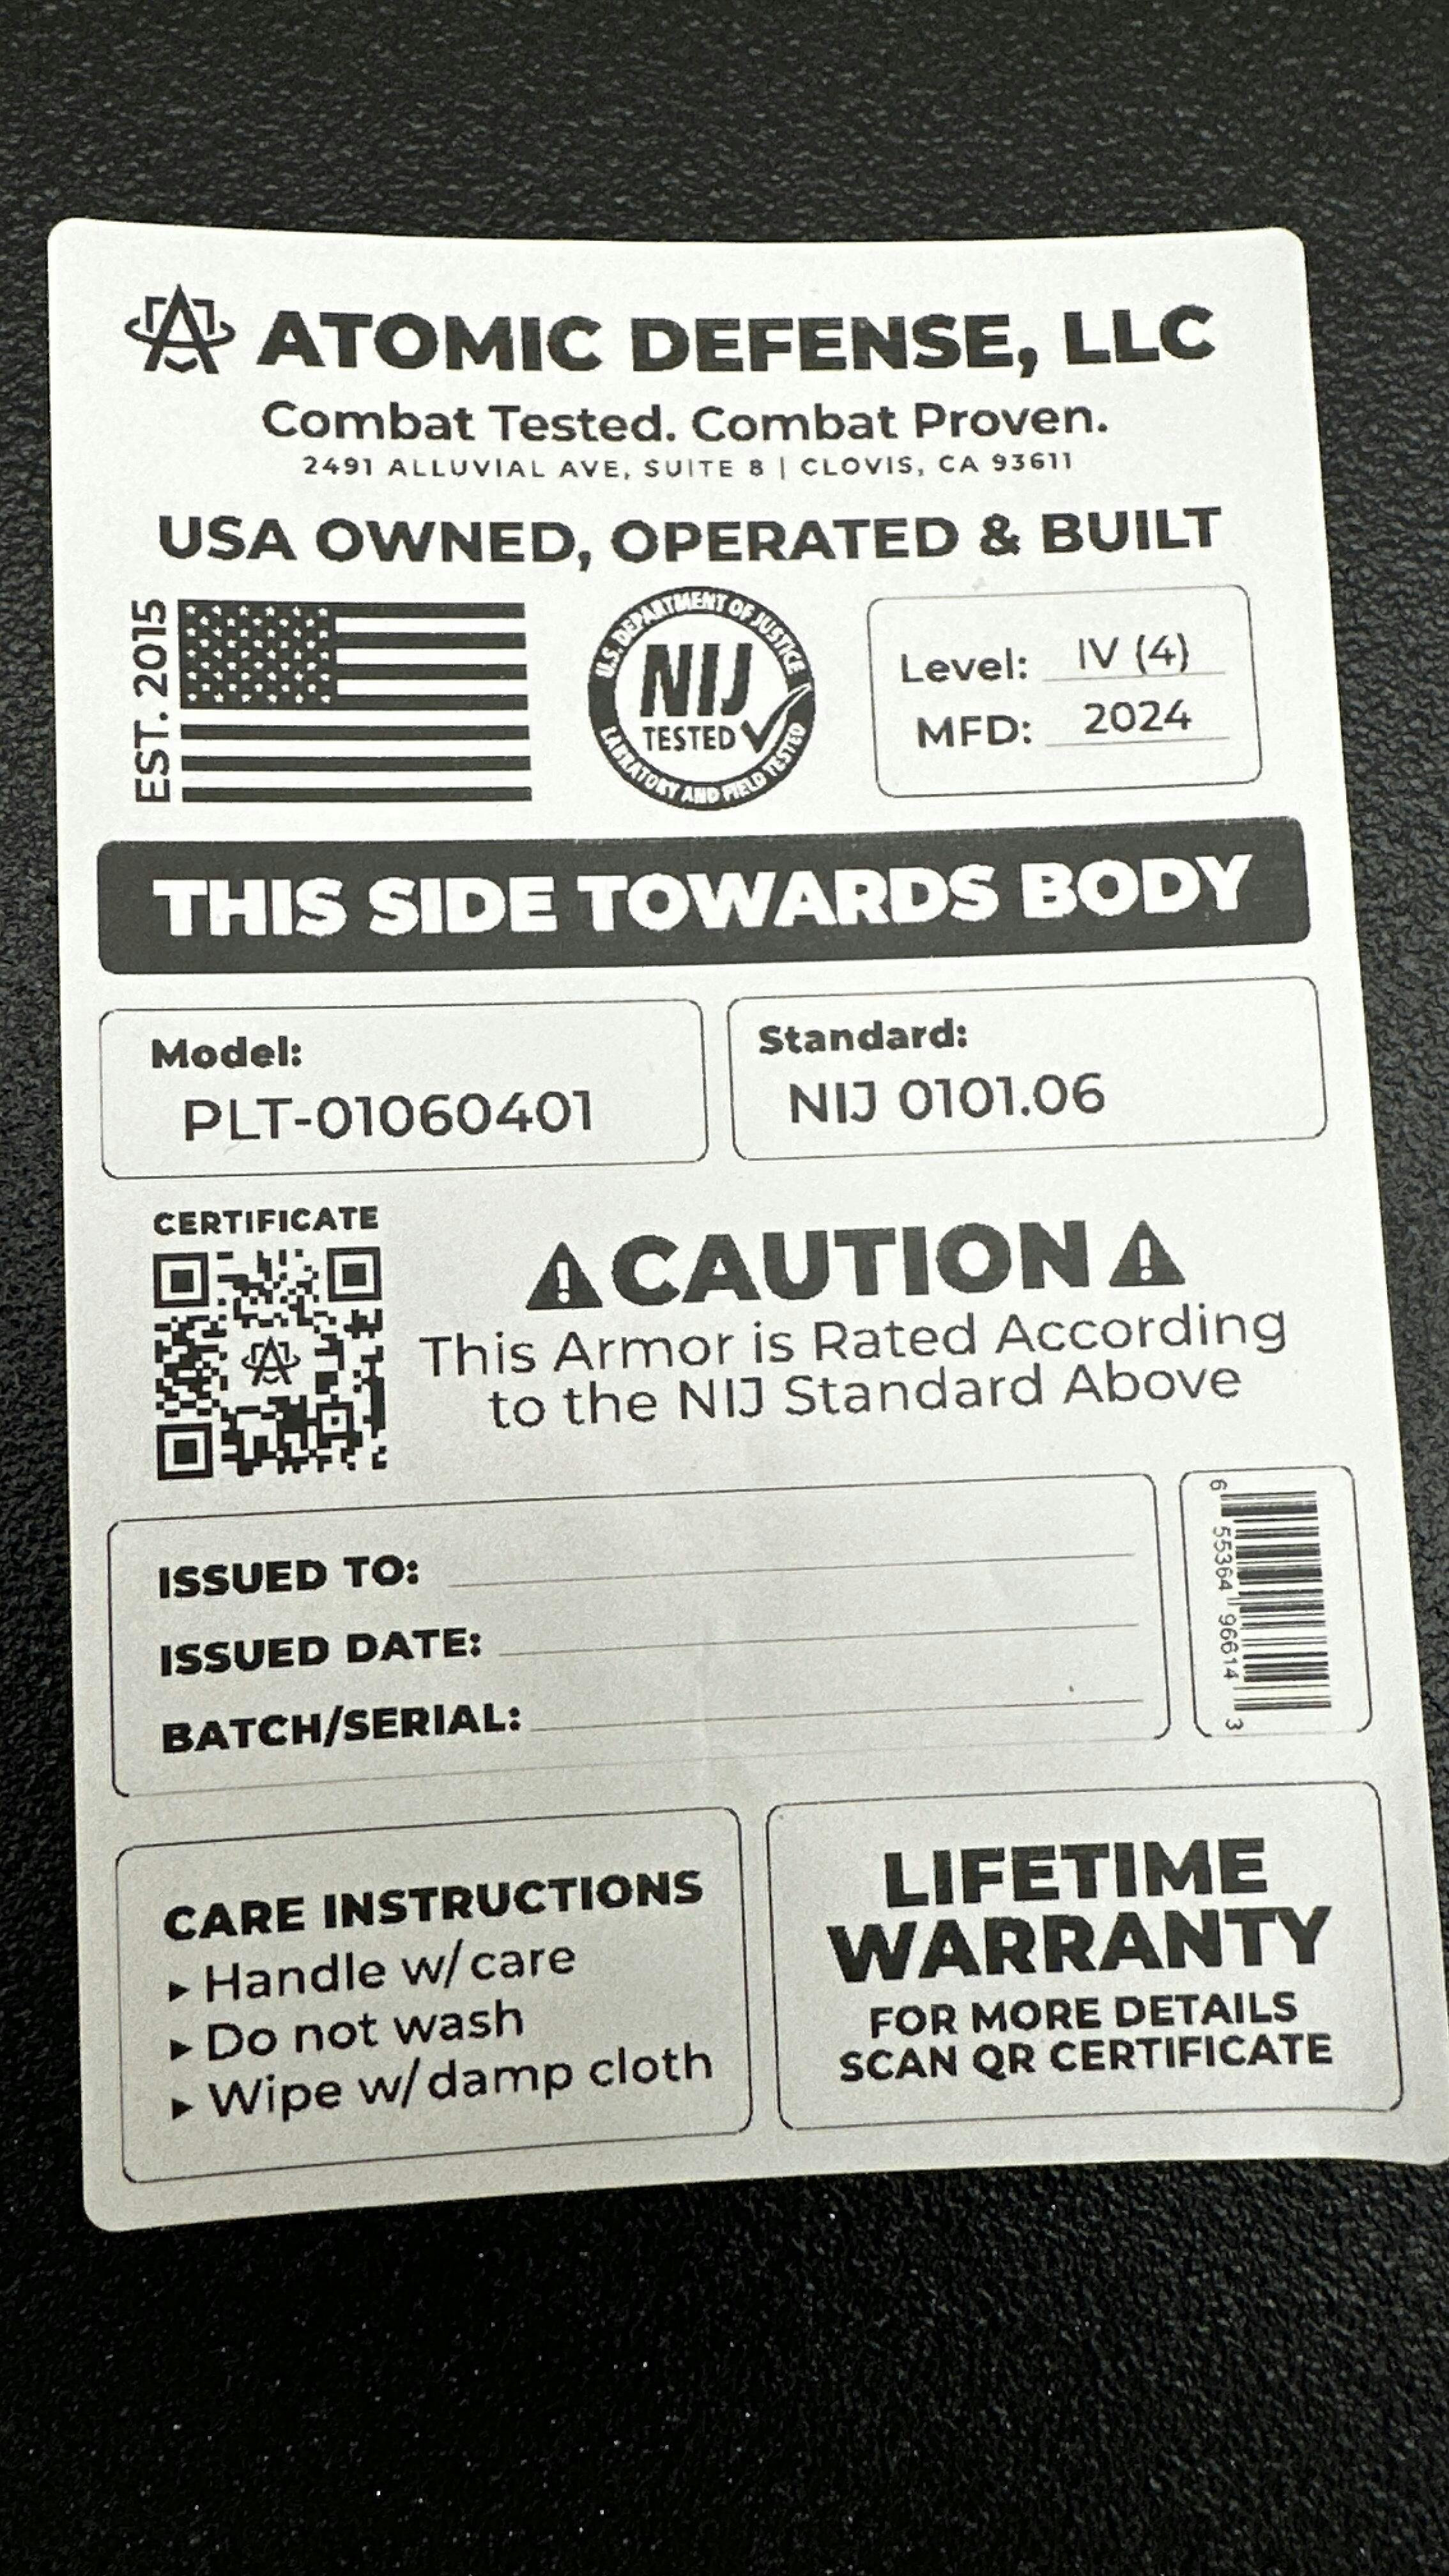 ATOMIC DEFENSE, LLC
Combat Tested. Combat Proven.
2491 ALLUVIAL AVE, SUITE 8 | CLOVIS, CA 93611
USA OWNED, OPERATED & BUILT
EST. 2015
U.S. DEPARTMENT OF JUSTICE
NIJ
TESTED
LABRATORY AND FIELD TESTED
Level: IV (4)
MFD: 2024
THIS SIDE TOWARDS BODY
Model:
PLT-01060401
Standard:
NIJ 0101.06
CERTIFICATE
CAUTION
This Armor is Rated According
to the NIJ Standard Above
ISSUED TO:
ISSUED DATE:
BATCH/SERIAL:
6 55364 96614 3
CARE INSTRUCTIONS
▸ Handle w/care
▸ Do not wash
▸ Wipe w/damp cloth
LIFETIME
WARRANTY
FOR MORE DETAILS
SCAN QR CERTIFICATE